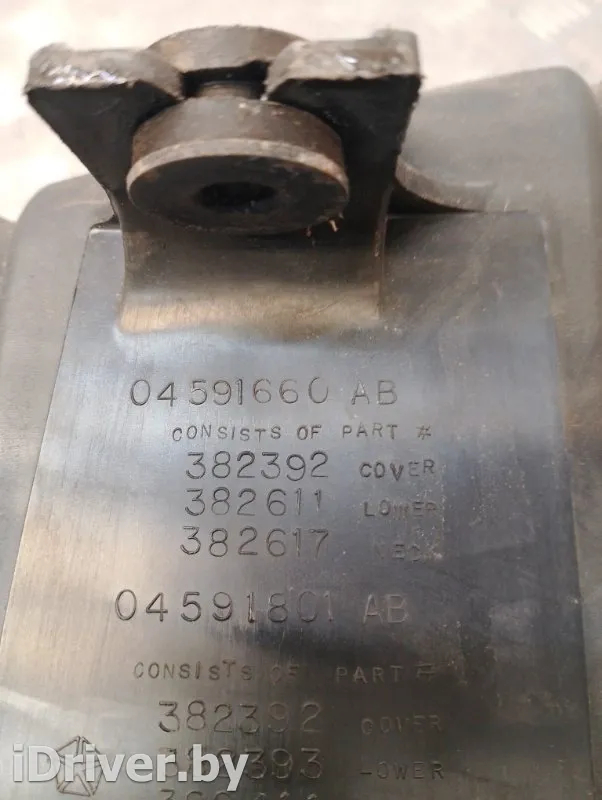 04591660 AB
CONSISTS OF PART #
382392 COVER
382611 LOWER
382617 NECK
04591801 AB
CONSISTS OF PART #
382392 COVER
LOWER
iDriver.by